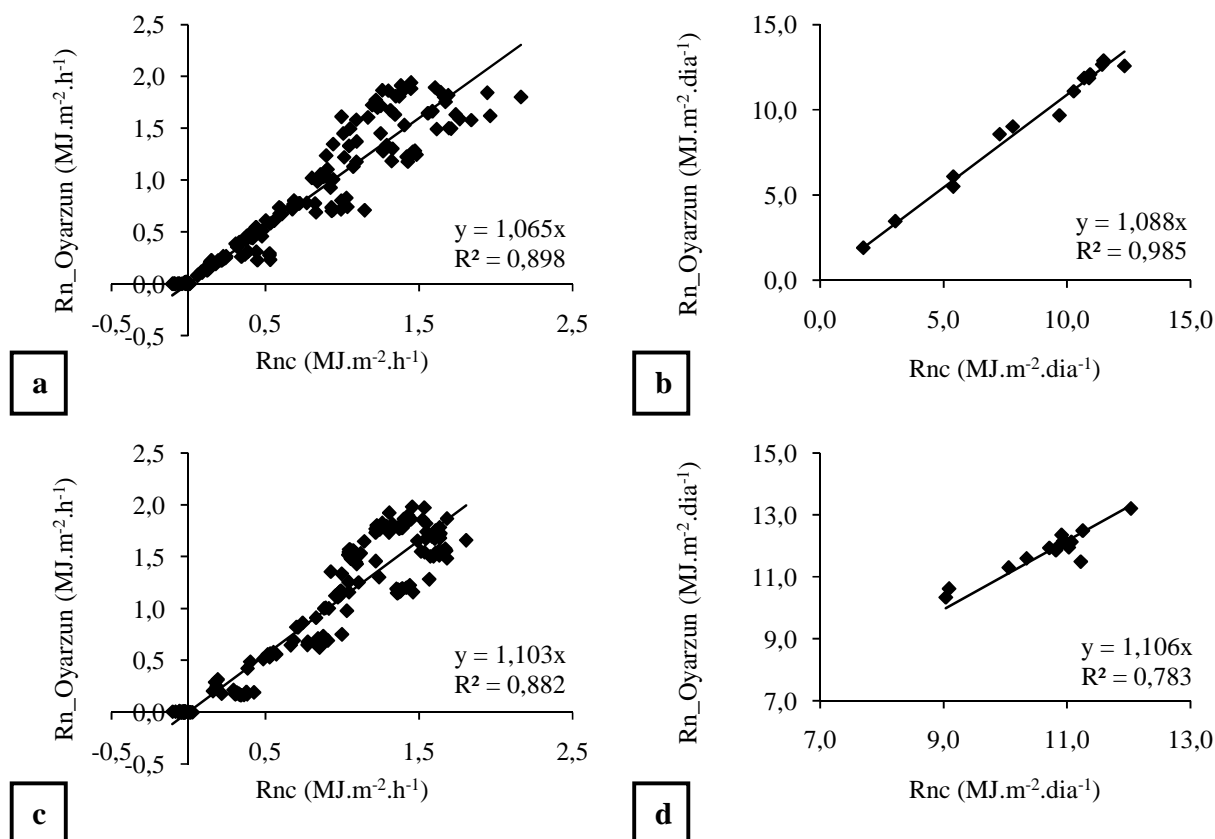 Rn_Oyarzun (MJ.m⁻².h⁻¹)
2,5
2,0
1,5
1,0
0,5
0,0
-0,5
-0,5
0,5
1,5
2,5
y = 1,065x
R² = 0,898
Rnc (MJ.m⁻².h⁻¹)
a
Rn_Oyarzun (MJ.m⁻².dia⁻¹)
15,0
10,0
5,0
0,0
0,0
5,0
10,0
15,0
y = 1,088x
R² = 0,985
Rnc (MJ.m⁻².dia⁻¹)
b
Rn_Oyarzun (MJ.m⁻².h⁻¹)
2,5
2,0
1,5
1,0
0,5
0,0
-0,5
-0,5
0,5
1,5
2,5
y = 1,103x
R² = 0,882
Rnc (MJ.m⁻².h⁻¹)
c
Rn_Oyarzun (MJ.m⁻².dia⁻¹)
15,0
13,0
11,0
9,0
7,0
7,0
9,0
11,0
13,0
y = 1,106x
R² = 0,783
Rnc (MJ.m⁻².dia⁻¹)
d